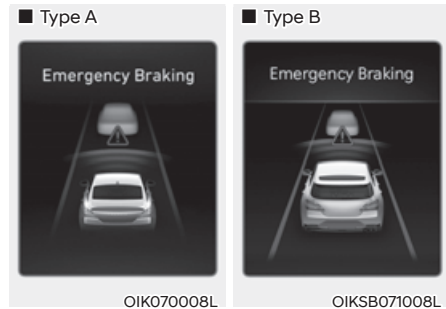 ■ Type A
Emergency Braking
OIK070008L
■ Type B
Emergency Braking
OIKSB071008L